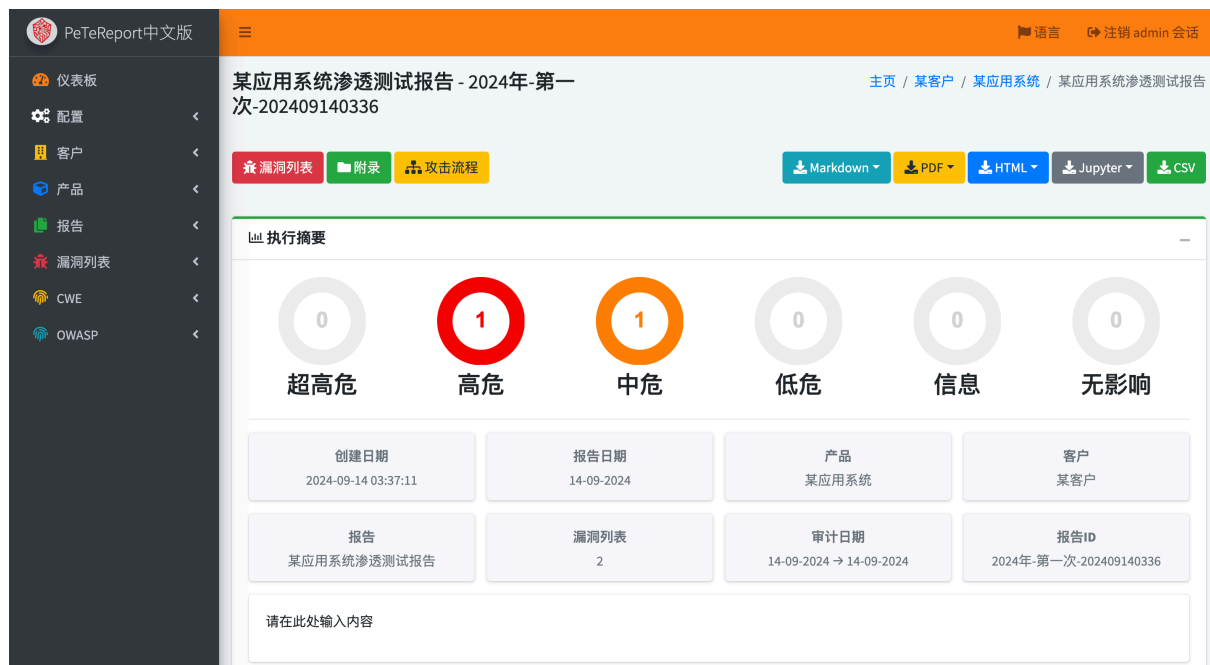 PeTeReport中文版
语言
注销 admin 会话
仪表板
配置
客户
产品
报告
漏洞列表
CWE
OWASP
某应用系统渗透测试报告 - 2024年-第一
次-202409140336
主页 / 某客户 / 某应用系统 / 某应用系统渗透测试报告
漏洞列表
附录
攻击流程
Markdown
PDF
HTML
Jupyter
CSV
执行摘要
0
1
1
0
0
0
超高危
高危
中危
低危
信息
无影响
创建日期
2024-09-14 03:37:11
报告日期
14-09-2024
产品
某应用系统
客户
某客户
报告
某应用系统渗透测试报告
漏洞列表
2
审计日期
14-09-2024 → 14-09-2024
报告ID
2024年-第一次-202409140336
请在此处输入内容